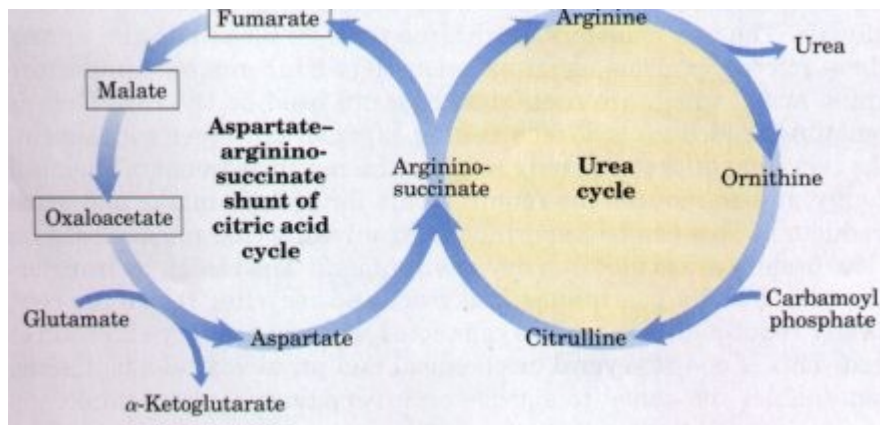 Fumarate
Arginine
Urea
Malate
Aspartate–
arginino-
succinate
shunt of
citric acid
cycle
Arginino-
succinate
Urea
cycle
Ornithine
Oxaloacetate
Glutamate
Aspartate
Citrulline
Carbamoyl
phosphate
α-Ketoglutarate